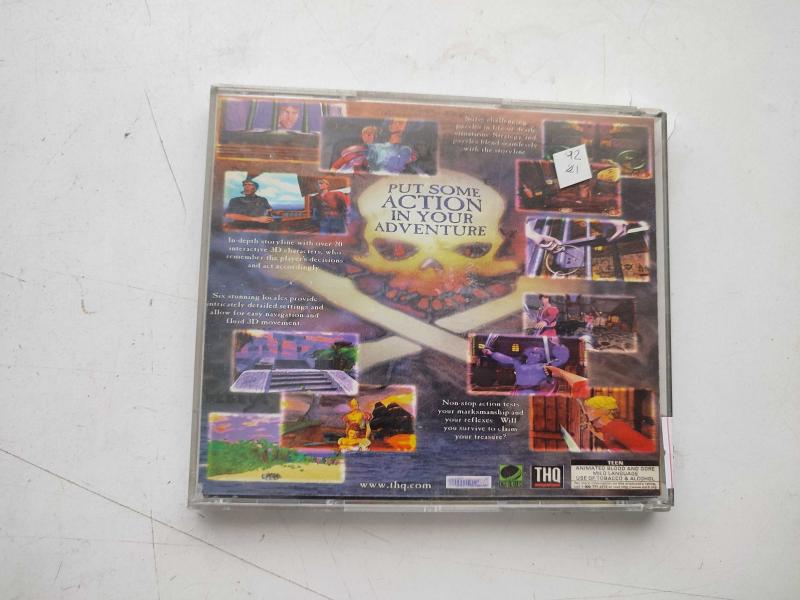 Solve challenging
puzzles in life-or-death
situations. Strategy and
puzzles blend seamlessly
with the storyline
92
21
PUT SOME
ACTION
IN YOUR
ADVENTURE
In-depth storyline with over 20
interactive 3D characters, who
remember the player's decisions
and act accordingly.
Six stunning locales provide
intricately detailed settings and
allow for easy navigation and
fluid 3D movement.
Non-stop action tests
your marksmanship and
your reflexes. Will
you survive to claim
your treasure?
www.thq.com
THQ
TEEN
ANIMATED BLOOD AND GORE
MILD LANGUAGE
USE OF TOBACCO & ALCOHOL